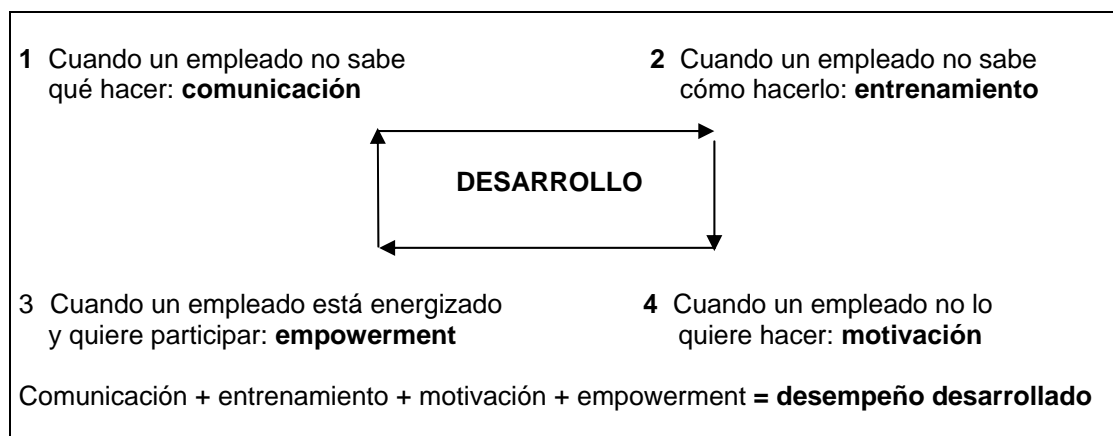 1 Cuando un empleado no sabe
qué hacer: comunicación
2 Cuando un empleado no sabe
cómo hacerlo: entrenamiento
DESARROLLO
3 Cuando un empleado está energizado
y quiere participar: empowerment
4 Cuando un empleado no lo
quiere hacer: motivación
Comunicación + entrenamiento + motivación + empowerment = desempeño desarrollado